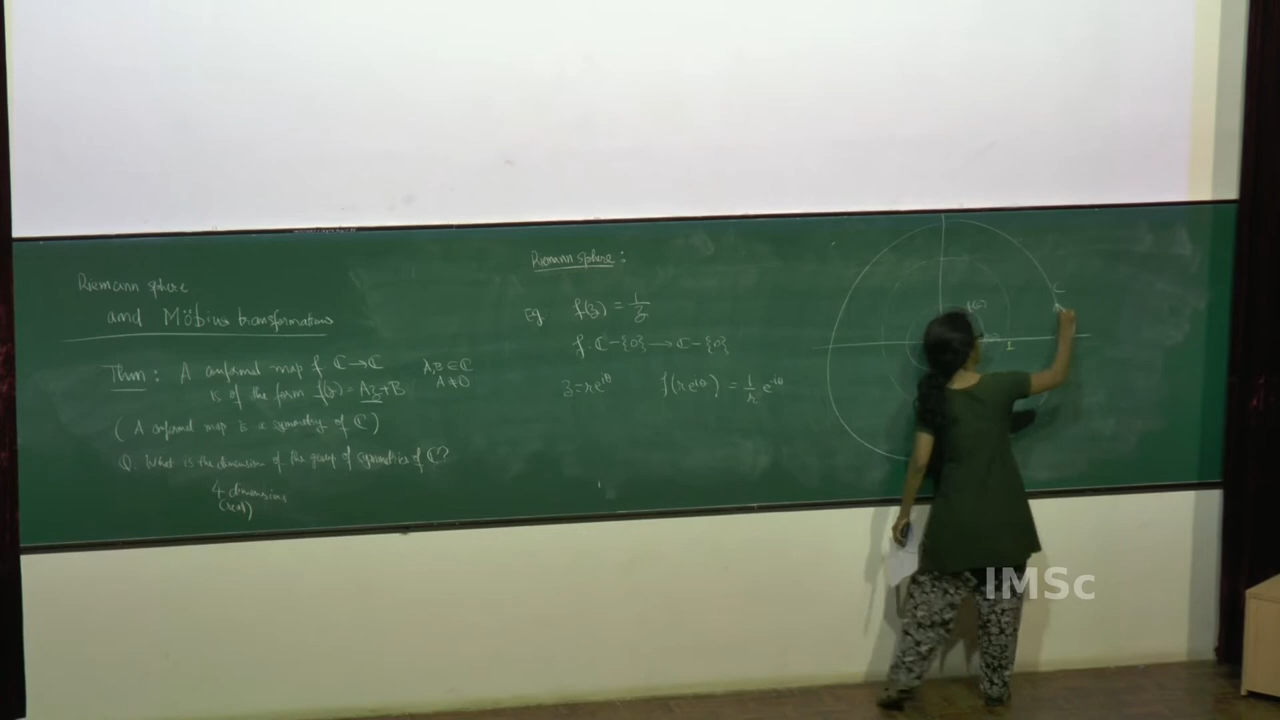 Riemann sphere
and Möbius transformations
Thm: A conformal map f ℂ→ℂ
A,B ∈ ℂ
is of the form f(z) = Az+B
A ≠ 0
(A conformal map is a symmetry of ℂ)
Q. What is the dimension of the group of symmetries of ℂ?
4 dimensions
(real)
Riemann sphere:
Eg. f(z) = 1/z
f: ℂ-{0} → ℂ-{0}
z = re^{iθ} f(re^{iθ}) = 1/r e^{-iθ}
1
C
IMSc